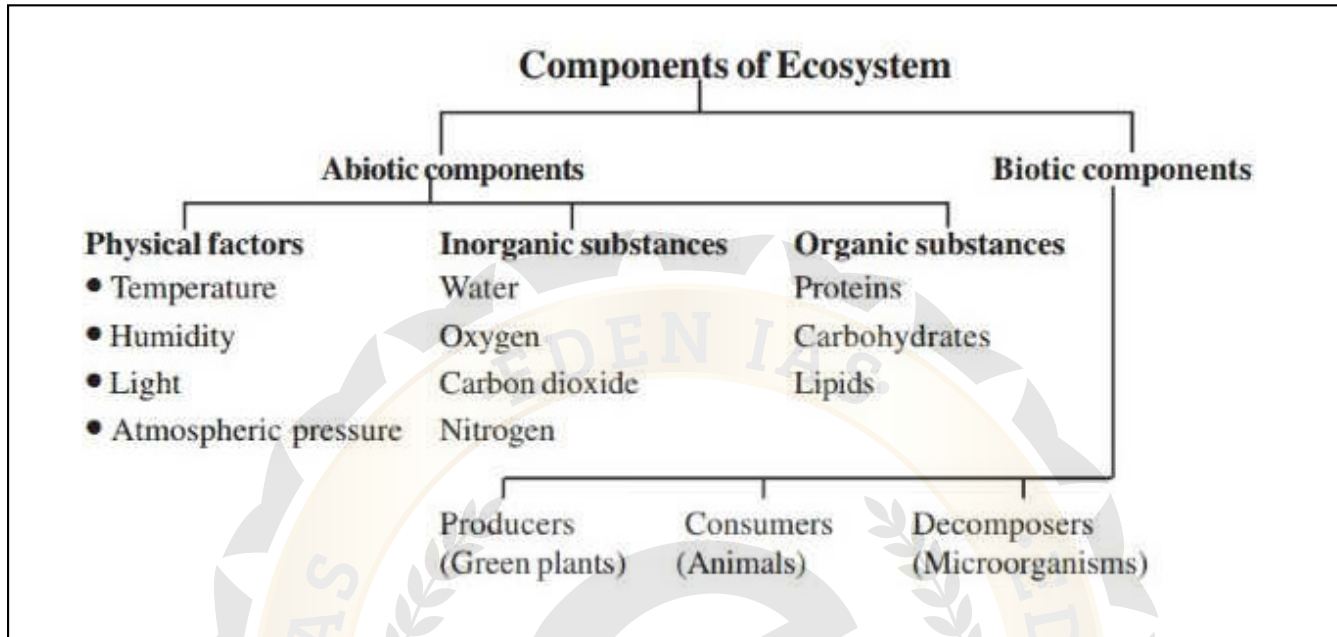 Components of Ecosystem
Abiotic components
Biotic components
Physical factors
• Temperature
• Humidity
• Light
• Atmospheric pressure
Inorganic substances
Water
Oxygen
Carbon dioxide
Nitrogen
Organic substances
Proteins
Carbohydrates
Lipids
Producers
(Green plants)
Consumers
(Animals)
Decomposers
(Microorganisms)
EDEN IAS